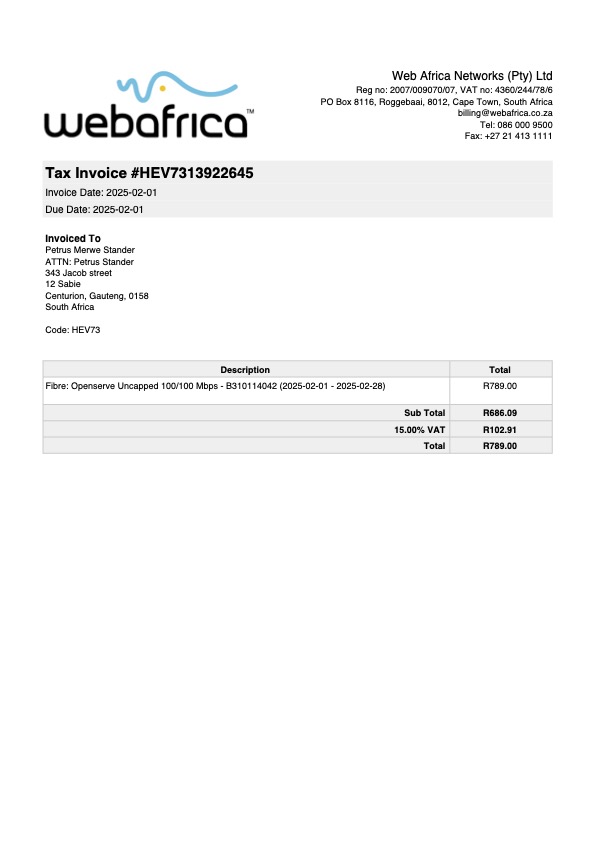 webafrica™
Web Africa Networks (Pty) Ltd
Reg no: 2007/009070/07, VAT no: 4360/244/78/6
PO Box 8116, Roggebaai, 8012, Cape Town, South Africa
billing@webafrica.co.za
Tel: 086 000 9500
Fax: +27 21 413 1111
Tax Invoice #HEV7313922645
Invoice Date: 2025-02-01
Due Date: 2025-02-01
Invoiced To
Petrus Merwe Stander
ATTN: Petrus Stander
343 Jacob street
12 Sabie
Centurion, Gauteng, 0158
South Africa
Code: HEV73
Description Total
Fibre: Openserve Uncapped 100/100 Mbps - B310114042 (2025-02-01 - 2025-02-28) R789.00
Sub Total R686.09
15.00% VAT R102.91
Total R789.00